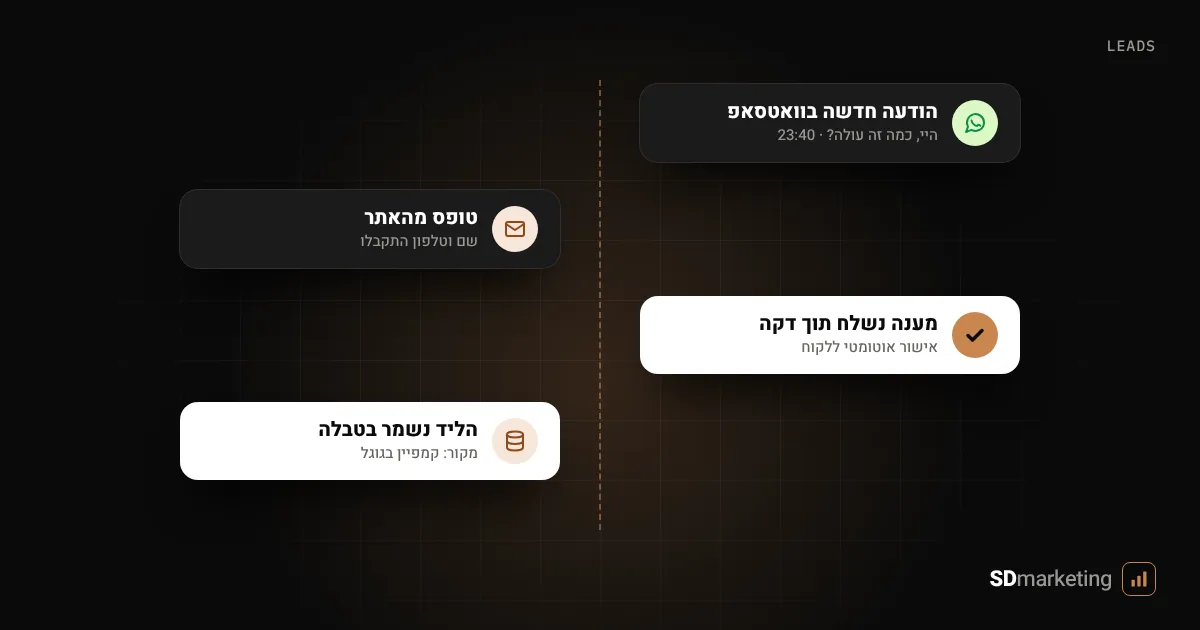 LEADS
הודעה חדשה בוואטסאפ
היי, כמה זה עולה? · 23:40
טופס מהאתר
שם וטלפון התקבלו
מענה נשלח תוך דקה
אישור אוטומטי ללקוח
הליד נשמר בטבלה
מקור: קמפיין בגוגל
SDmarketing